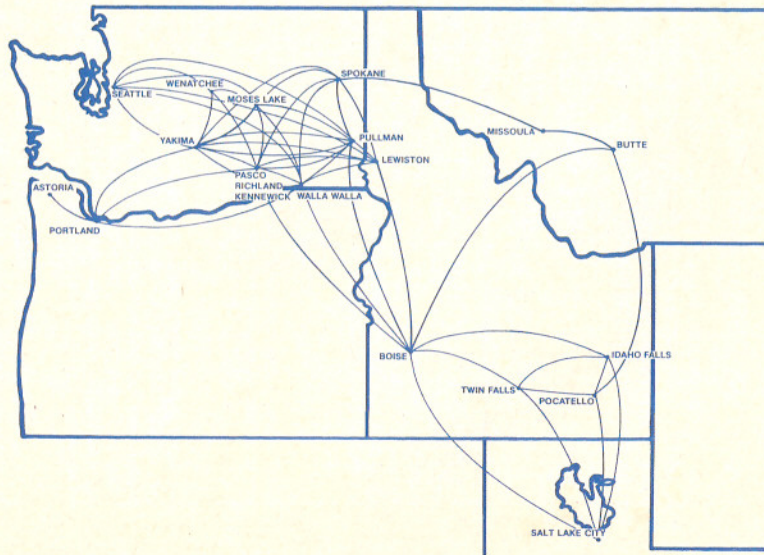 SPOKANE
WENATCHEE
SEATTLE
MOSES LAKE
MISSOULA
YAKIMA
PULLMAN
BUTTE
LEWISTON
PASCO
RICHLAND
KENNEWICK
WALLA WALLA
ASTORIA
PORTLAND
BOISE
IDAHO FALLS
TWIN FALLS
POCATELLO
SALT LAKE CITY